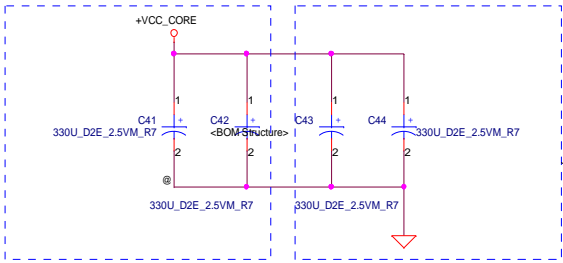 +VCC_CORE
1 1 1 1
C41 + C42 + C43 + C44 +
330U_D2E_2.5VM_R7 <BOM Structure> 330U_D2E_2.5VM_R7
2 2 2 2
@
330U_D2E_2.5VM_R7 330U_D2E_2.5VM_R7